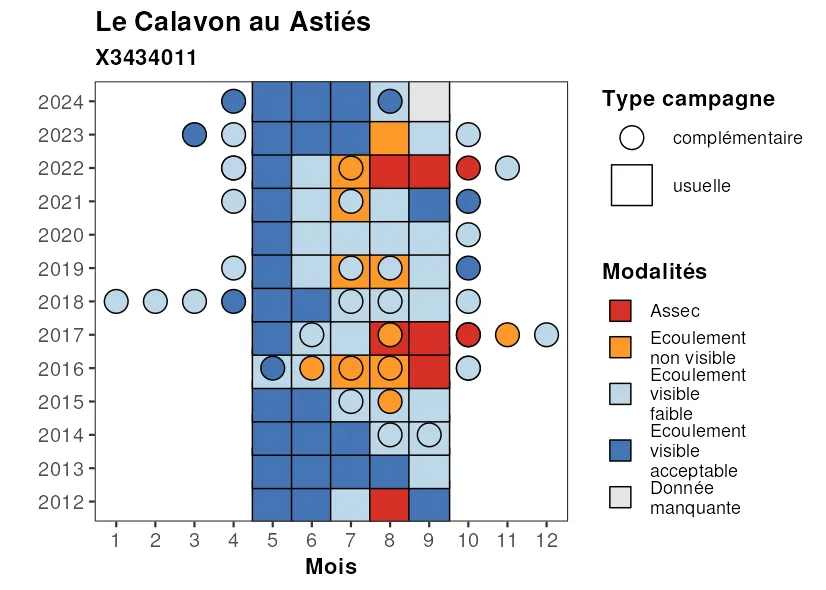 Le Calavon au Astiés
X3434011
2024
2023
2022
2021
2020
2019
2018
2017
2016
2015
2014
2013
2012
1 2 3 4 5 6 7 8 9 10 11 12
Mois
Type campagne
complémentaire
usuelle
Modalités
Assec
Ecoulement
non visible
Ecoulement
visible
faible
Ecoulement
visible
acceptable
Donnée
manquante